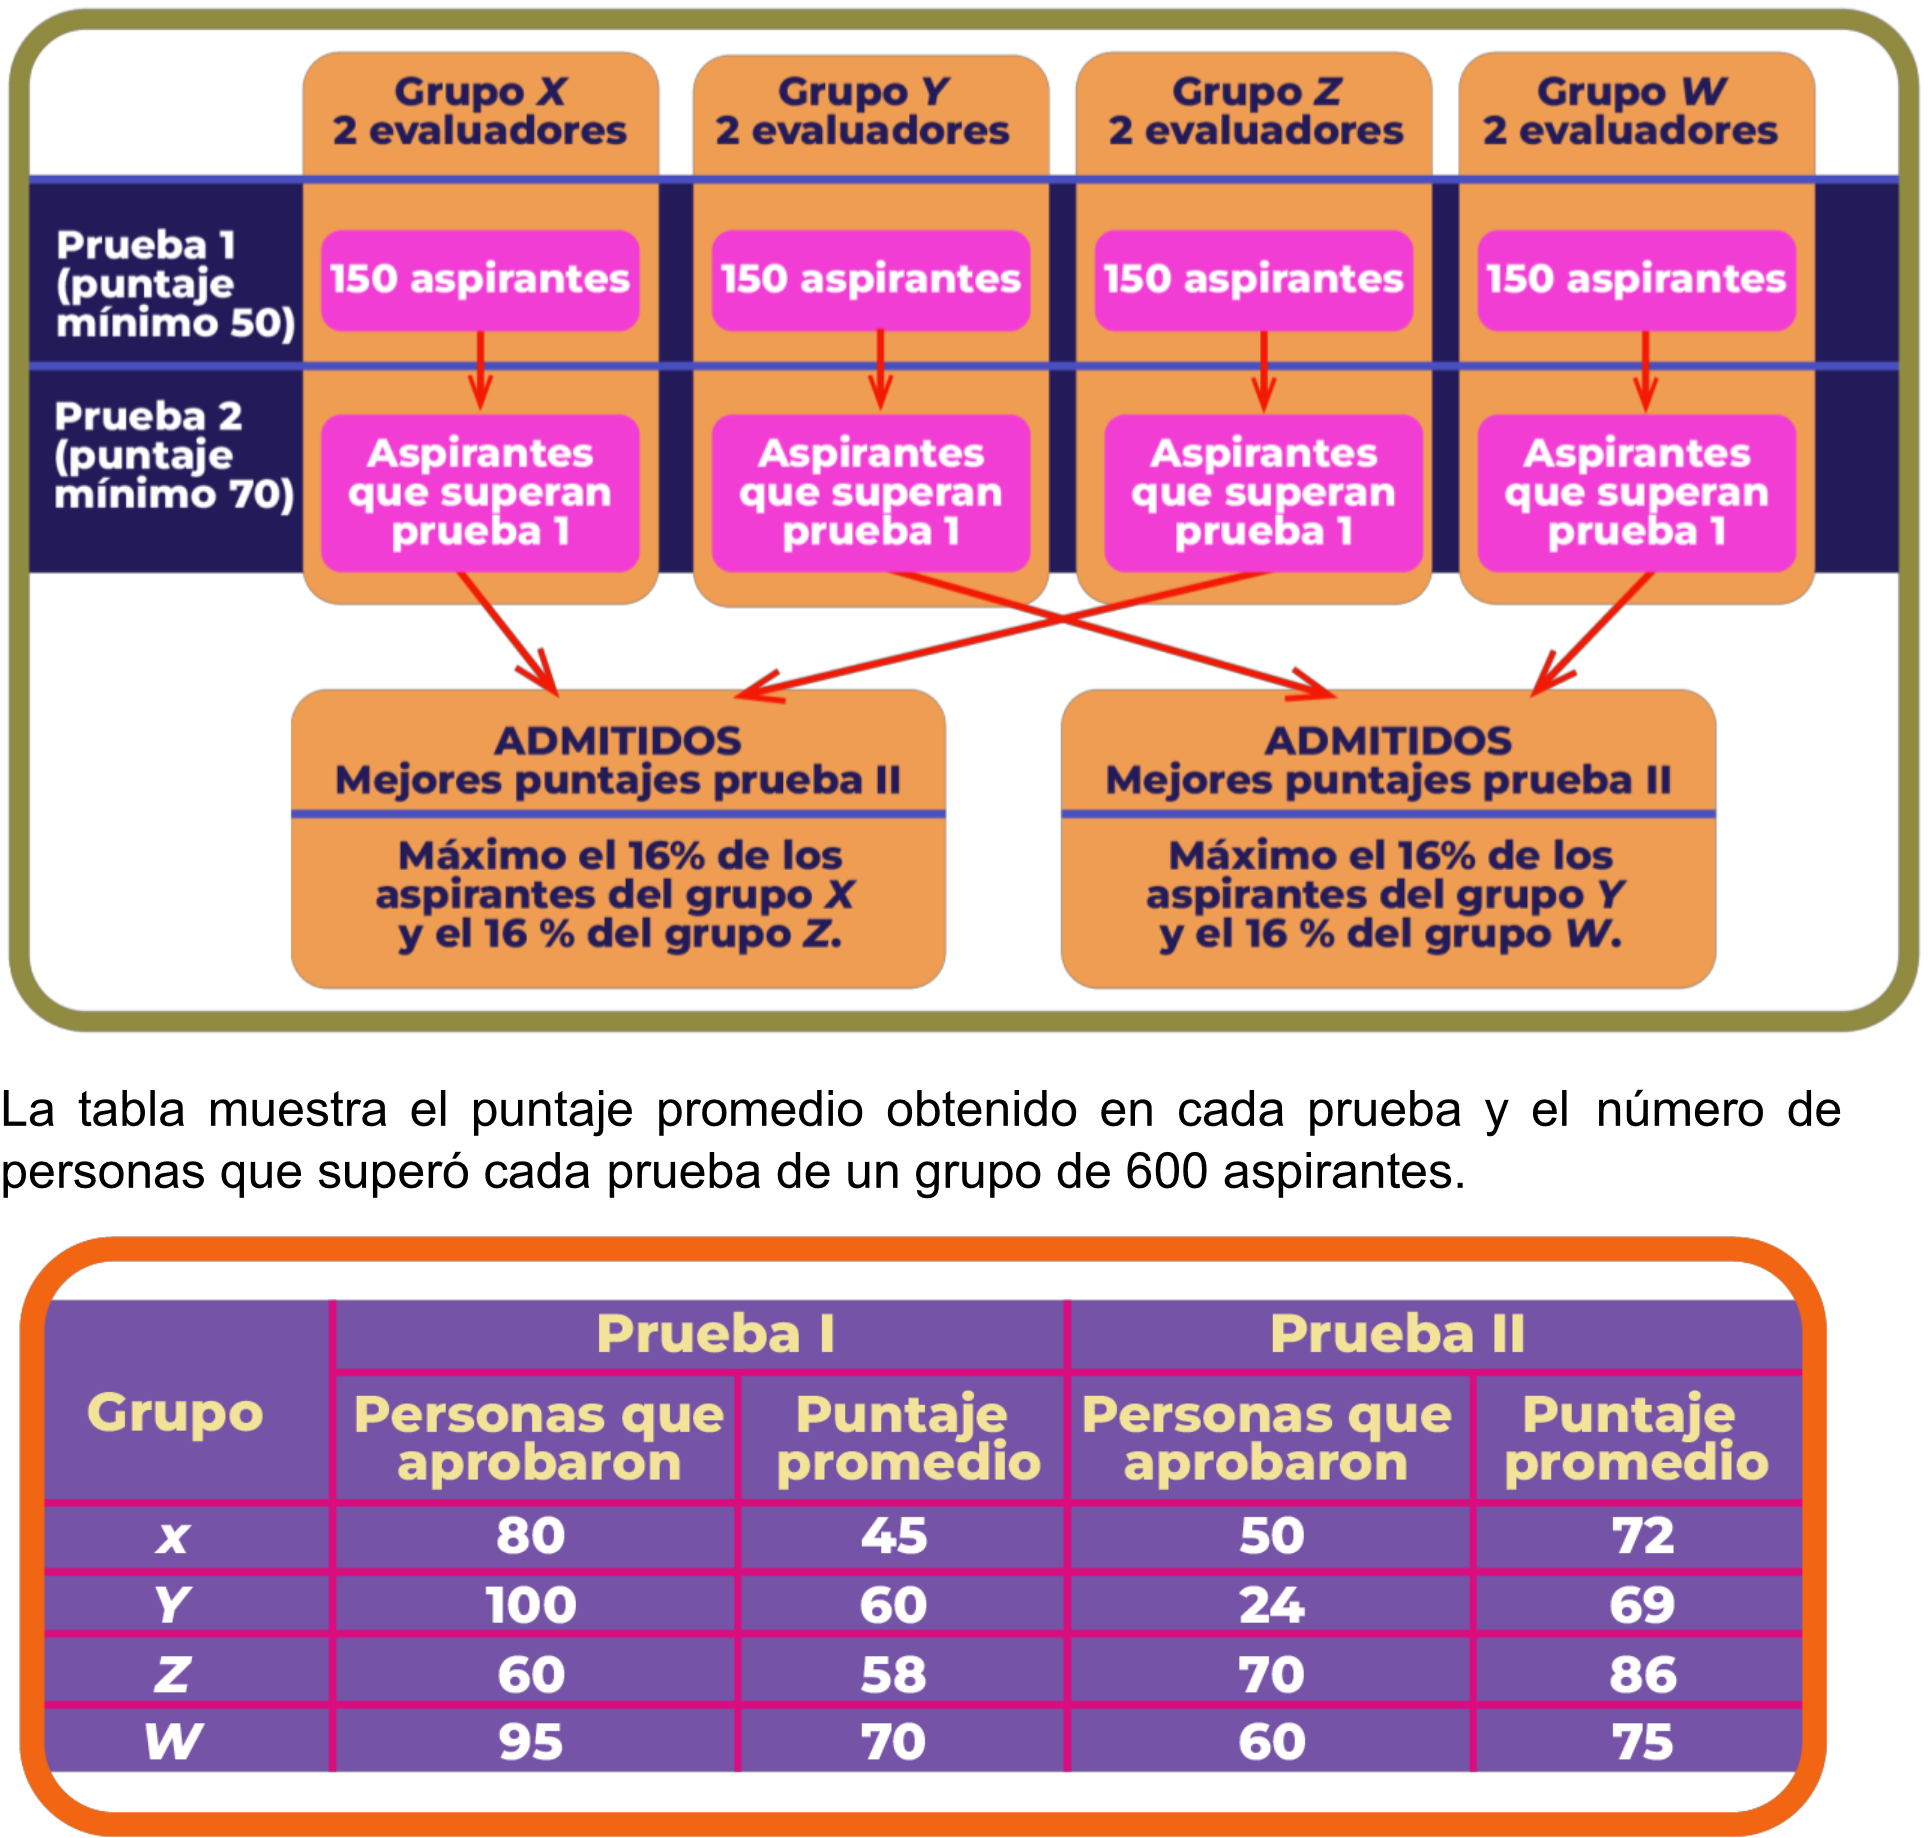 Grupo X
2 evaluadores
Grupo Y
2 evaluadores
Grupo Z
2 evaluadores
Grupo W
2 evaluadores
Prueba 1
(puntaje
mínimo 50)
150 aspirantes
150 aspirantes
150 aspirantes
150 aspirantes
Prueba 2
(puntaje
mínimo 70)
Aspirantes
que superan
prueba 1
Aspirantes
que superan
prueba 1
Aspirantes
que superan
prueba 1
Aspirantes
que superan
prueba 1
ADMITIDOS
Mejores puntajes prueba II
Máximo el 16% de los
aspirantes del grupo X
y el 16 % del grupo Z.
ADMITIDOS
Mejores puntajes prueba II
Máximo el 16% de los
aspirantes del grupo Y
y el 16 % del grupo W.
La tabla muestra el puntaje promedio obtenido en cada prueba y el número de
personas que superó cada prueba de un grupo de 600 aspirantes.
Grupo
Prueba I
Prueba II
Personas que
aprobaron
Puntaje
promedio
Personas que
aprobaron
Puntaje
promedio
X 80 45 50 72
Y 100 60 24 69
Z 60 58 70 86
W 95 70 60 75